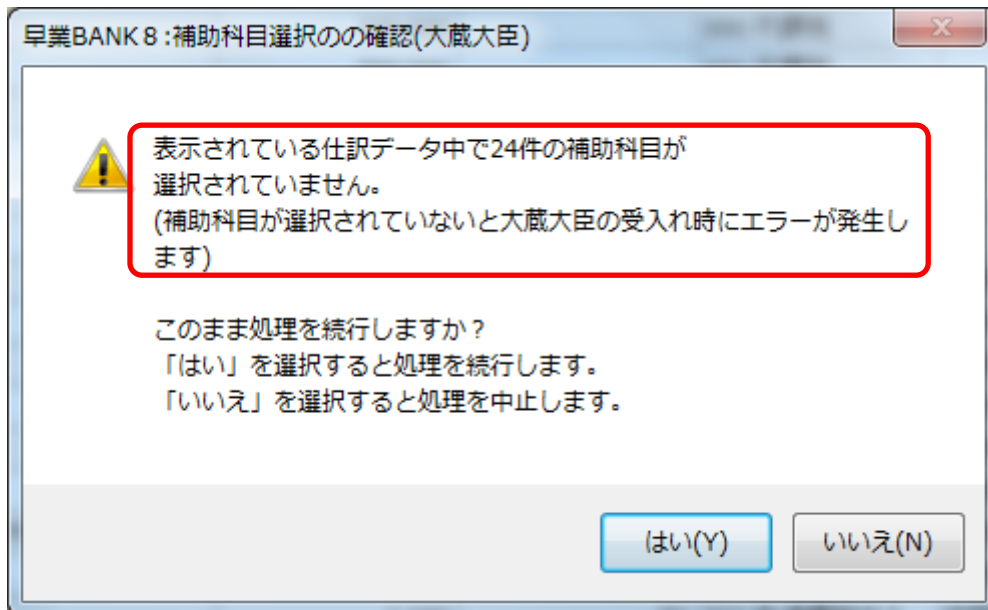 早業BANK８:補助科目選択のの確認(大蔵大臣)
表示されている仕訳データ中で24件の補助科目が
選択されていません。
(補助科目が選択されていないと大蔵大臣の受入れ時にエラーが発生し
ます)
このまま処理を続行しますか？
「はい」を選択すると処理を続行します。
「いいえ」を選択すると処理を中止します。
はい(Y)
いいえ(N)